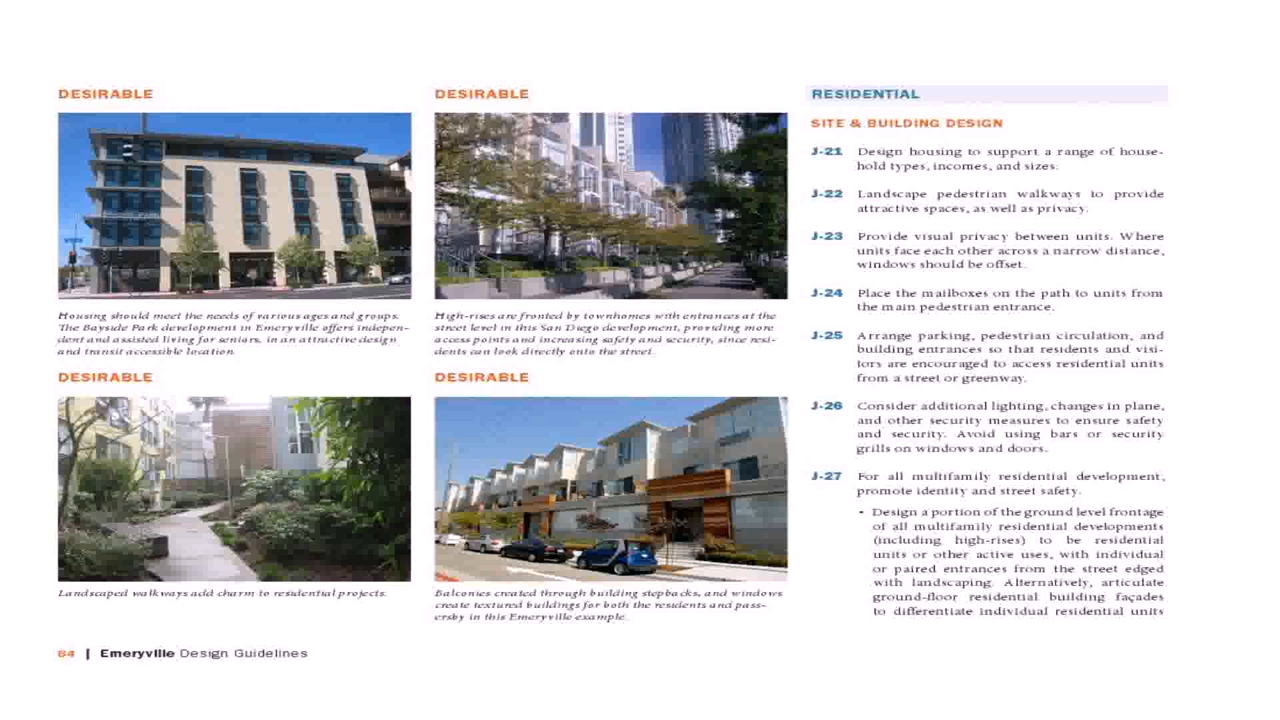 DESIRABLE
Housing should meet the needs of various ages and groups.
The Bayside Park development in Emeryville offers indepen-
dent and assisted living for seniors, in an attractive design
and transit accessible location.
DESIRABLE
High-rises are fronted by townhomes with entrances at the
street level in this San Diego development, providing more
access points and increasing safety and security, since resi-
dents can look directly onto the street.
DESIRABLE
Landscaped walkways add charm to residential projects.
DESIRABLE
Balconies created through building stepbacks, and windows
create textured buildings for both the residents and pass-
ersby in this Emeryville example.
RESIDENTIAL
SITE & BUILDING DESIGN
J-21 Design housing to support a range of house-
hold types, incomes, and sizes.
J-22 Landscape pedestrian walkways to provide
attractive spaces, as well as privacy.
J-23 Provide visual privacy between units. Where
units face each other across a narrow distance,
windows should be offset.
J-24 Place the mailboxes on the path to units from
the main pedestrian entrance.
J-25 Arrange parking, pedestrian circulation, and
building entrances so that residents and visi-
tors are encouraged to access residential units
from a street or greenway.
J-26 Consider additional lighting, changes in plane,
and other security measures to ensure safety
and security. Avoid using bars or security
grills on windows and doors.
J-27 For all multifamily residential development,
promote identity and street safety.
• Design a portion of the ground level frontage
of all multifamily residential developments
(including high-rises) to be residential
units or other active uses, with individual
or paired entrances from the street edged
with landscaping. Alternatively, articulate
ground-floor residential building façades
to differentiate individual residential units
84 | Emeryville Design Guidelines